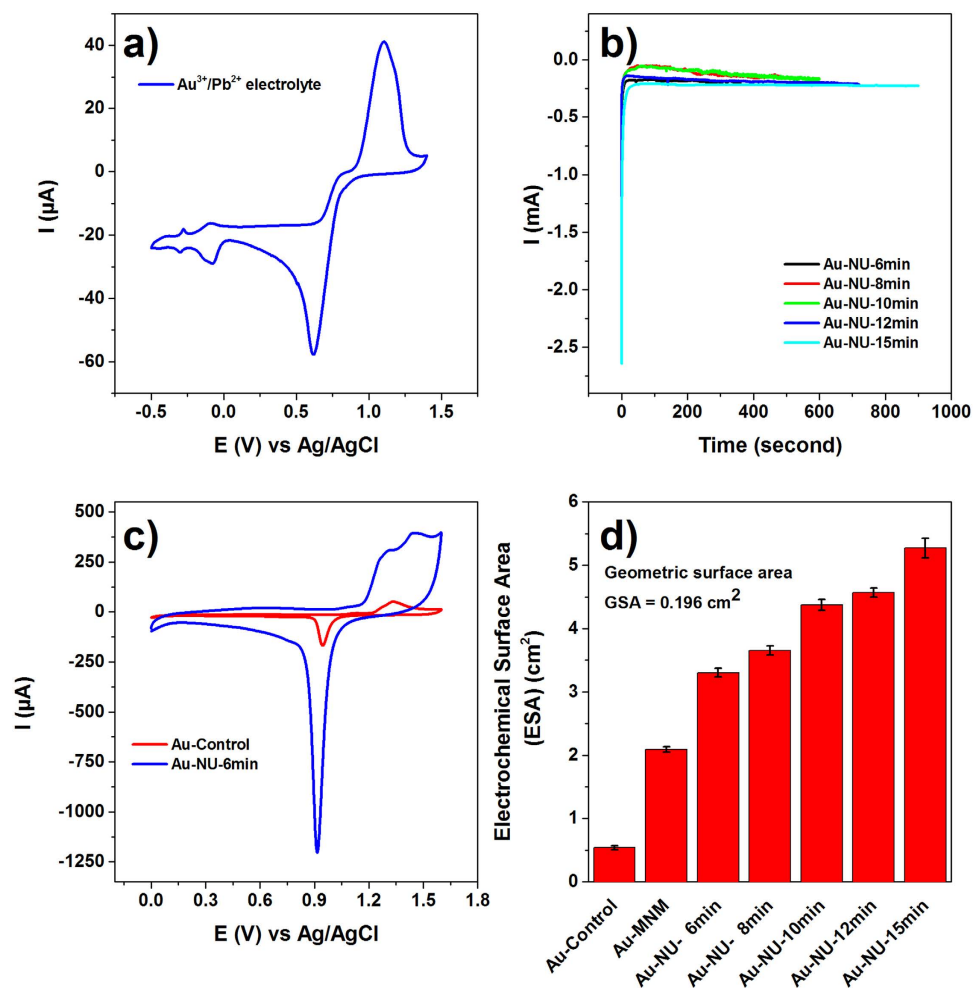 a)
Au³⁺/Pb²⁺ electrolyte
40
20
0
-20
-40
-60
I (µA)
-0.5 0.0 0.5 1.0 1.5
E (V) vs Ag/AgCl
b)
0.0
-0.5
-1.0
-1.5
-2.0
-2.5
I (mA)
Au-NU-6min
Au-NU-8min
Au-NU-10min
Au-NU-12min
Au-NU-15min
0 200 400 600 800 1000
Time (second)
c)
500
250
0
-250
-500
-750
-1000
-1250
I (µA)
Au-Control
Au-NU-6min
0.0 0.3 0.6 0.9 1.2 1.5 1.8
E (V) vs Ag/AgCl
d)
Geometric surface area
GSA = 0.196 cm²
6
5
4
3
2
1
0
Electrochemical Surface Area
(ESA) (cm²)
Au-Control
Au-MNM
Au-NU- 6min
Au-NU- 8min
Au-NU-10min
Au-NU-12min
Au-NU-15min